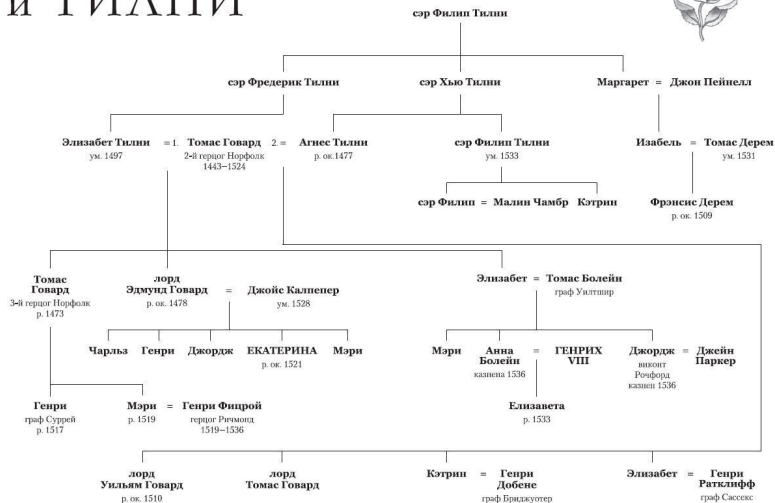 и ТИЛНИ
сэр Филип Тилни
сэр Фредерик Тилни
сэр Хью Тилни
Маргарет = Джон Пейнелл
Элизабет Тилни = 1. Томас Говард 2. = Агнес Тилни
ум. 1497
2-й герцог Норфолк
1443–1524
р. ок.1477
сэр Филип Тилни
ум. 1533
Изабель = Томас Дерем
ум. 1531
сэр Филип = Малин Чамбр Кэтрин
Фрэнсис Дерем
р. ок. 1509
Томас
Говард
3-й герцог Норфолк
р. 1473
лорд
Эдмунд Говард = Джойс Калпепер
р. ок. 1478
ум. 1528
Элизабет = Томас Болейн
граф Уилтшир
Чарльз Генри Джордж ЕКАТЕРИНА Мэри
р. ок. 1521
Мэри Анна = ГЕНРИХ Джордж = Джейн
Болейн VIII виконт Паркер
казнена 1536 Рочфорд
казнен 1536
Генри
граф Суррей
р. 1517
Мэри = Генри Фицрой
р. 1519
герцог Ричмонд
1519–1536
Елизавета
р. 1533
лорд
Уильям Говард
р. ок. 1510
лорд
Томас Говард
Кэтрин = Генри
Добене
граф Бриджуотер
Элизабет = Генри
Ратклифф
граф Сассекс